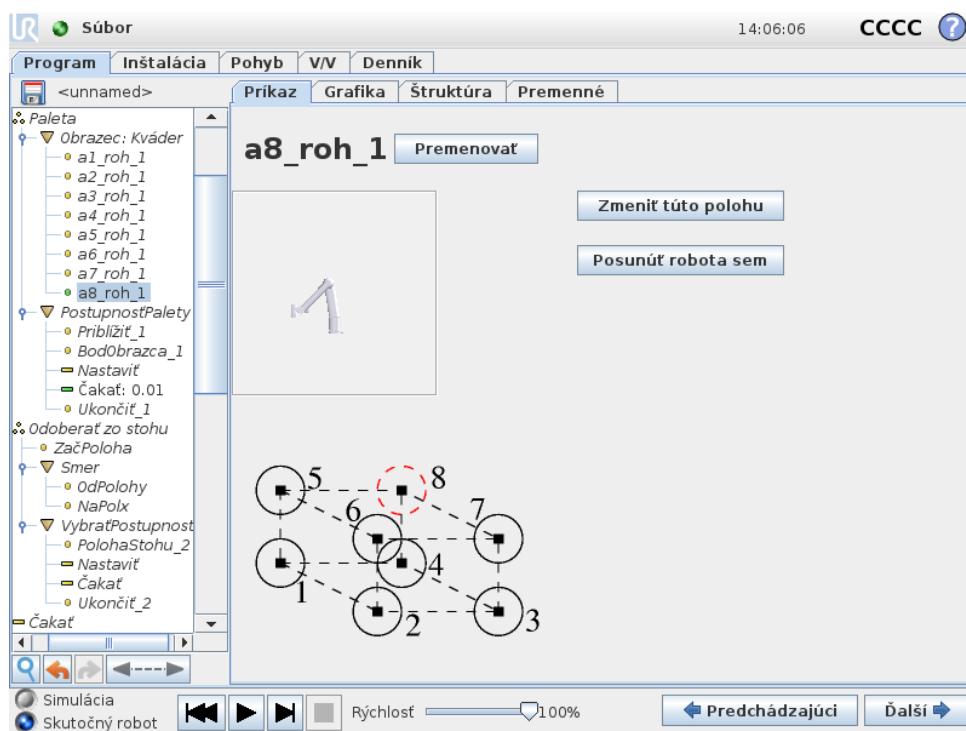 UR Súbor 14:06:06 CCCC ?
Program Inštalácia Pohyb V/V Denník
<unnamed> Príkaz Grafika Štruktúra Premenné
Paleta
Obrazec: Kváder
a1_roh_1
a2_roh_1
a3_roh_1
a4_roh_1
a5_roh_1
a6_roh_1
a7_roh_1
a8_roh_1
PostupnosťPalety
Priblížiť_1
BodObrazca_1
Nastaviť
Čakať: 0.01
Ukončiť_1
Odoberať zo stohu
ZačPoloha
Smer
OdPolohy
NaPolx
VybraťPostupnost
PolohaStohu_2
Nastaviť
Čakať
Ukončiť_2
Čakať
a8_roh_1 Premenovať
Zmeniť túto polohu
Posunúť robota sem
5 8
6 7
1 4
2 3
Simulácia
Skutočný robot
Rýchlosť 100%
Predchádzajúci Ďalší